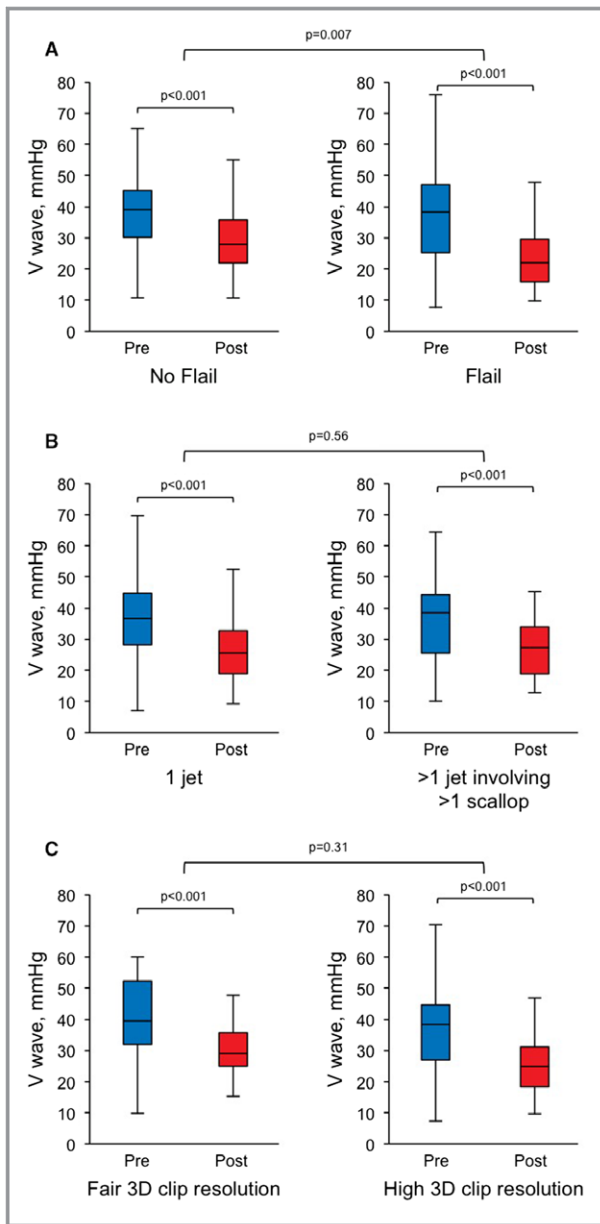 A
p=0.007
p<0.001
p<0.001
V wave, mmHg
80
70
60
50
40
30
20
10
0
Pre Post
No Flail
V wave, mmHg
80
70
60
50
40
30
20
10
0
Pre Post
Flail
B
p=0.56
p<0.001
p<0.001
V wave, mmHg
80
70
60
50
40
30
20
10
0
Pre Post
1 jet
V wave, mmHg
80
70
60
50
40
30
20
10
0
Pre Post
>1 jet involving
>1 scallop
C
p=0.31
p<0.001
p<0.001
V wave, mmHg
80
70
60
50
40
30
20
10
0
Pre Post
Fair 3D clip resolution
V wave, mmHg
80
70
60
50
40
30
20
10
0
Pre Post
High 3D clip resolution